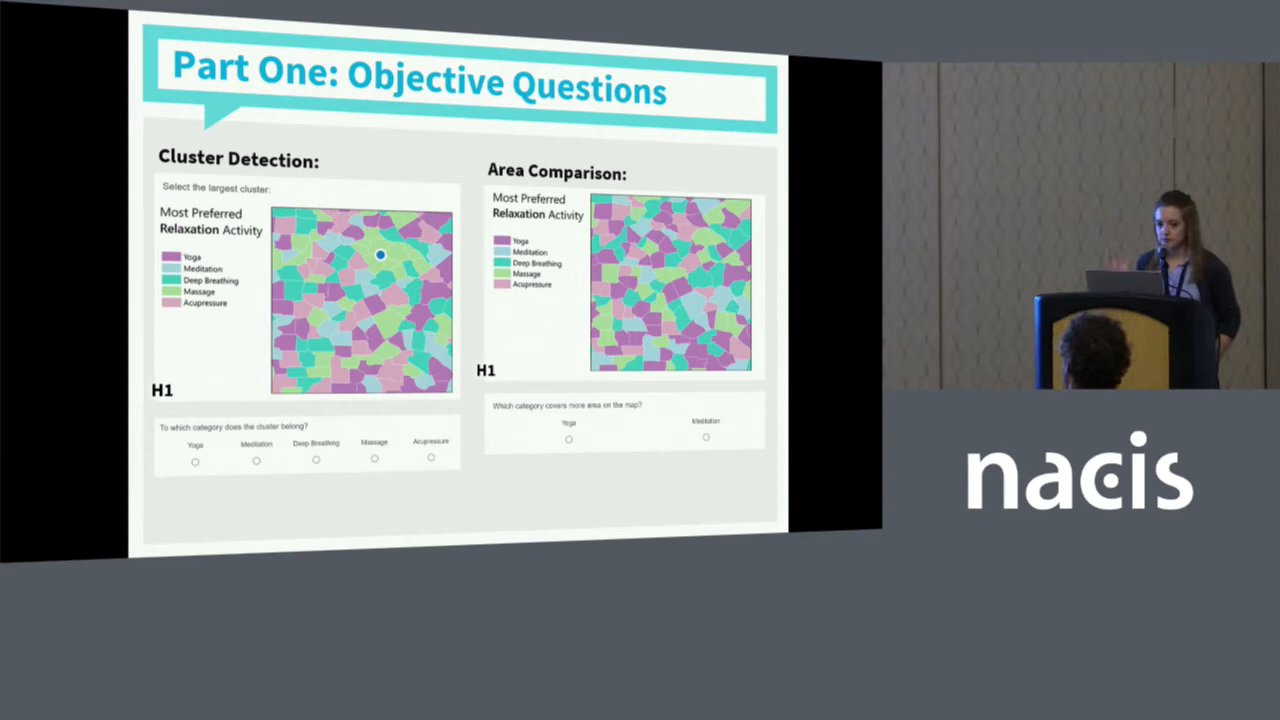 Part One: Objective Questions
Cluster Detection:
Select the largest cluster:
Most Preferred
Relaxation Activity
Yoga
Meditation
Deep Breathing
Massage
Acupressure
H1
To which category does the cluster belong?
Yoga Meditation Deep Breathing Massage Acupressure
Area Comparison:
Most Preferred
Relaxation Activity
Yoga
Meditation
Deep Breathing
Massage
Acupressure
H1
Which category covers more area on the map?
Yoga Meditation
nacis